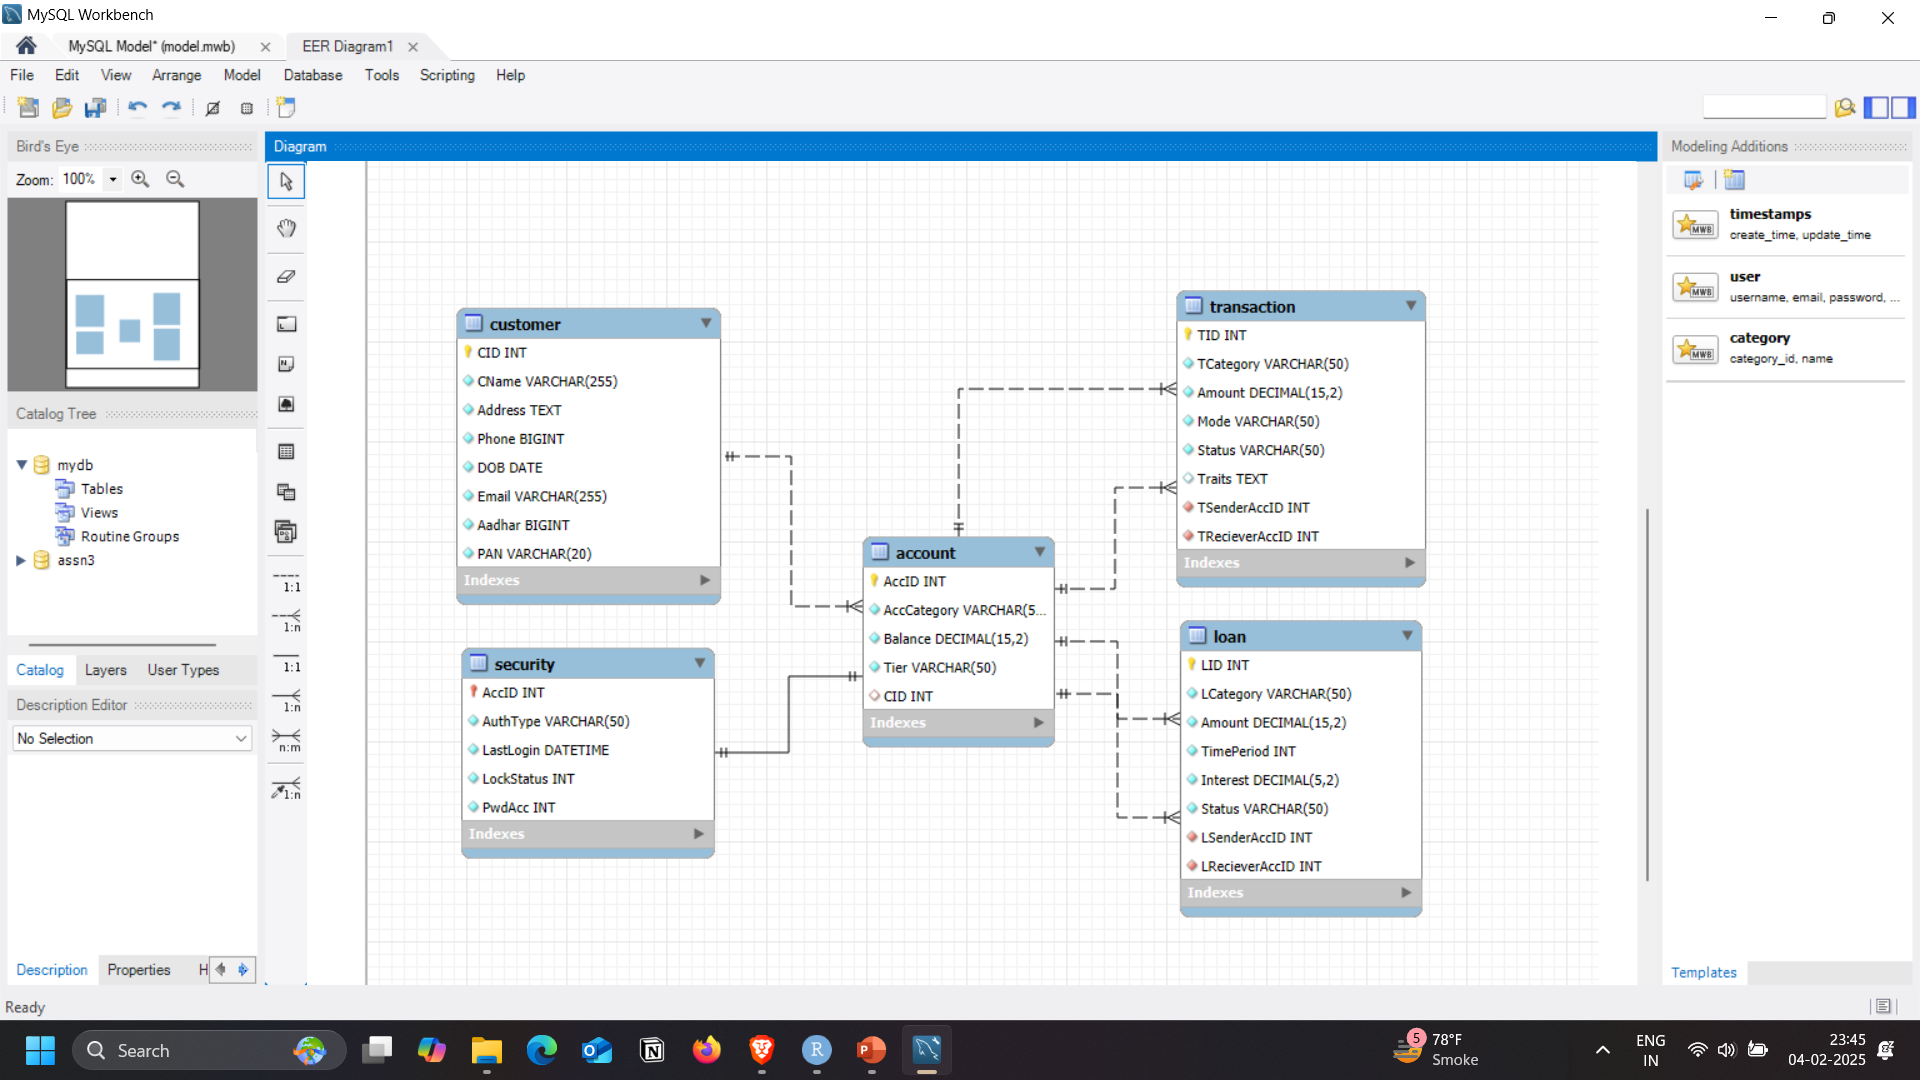 MySQL Workbench
MySQL Model* (model.mwb)
EER Diagram1
File Edit View Arrange Model Database Tools Scripting Help
Bird's Eye
Zoom: 100%
Catalog Tree
mydb
Tables
Views
Routine Groups
assn3
Catalog Layers User Types
Description Editor
No Selection
Description Properties H
Ready
Diagram
1:1
1:n
1:1
1:n
n:m
1:n
customer
CID INT
CName VARCHAR(255)
Address TEXT
Phone BIGINT
DOB DATE
Email VARCHAR(255)
Aadhar BIGINT
PAN VARCHAR(20)
Indexes
security
AccID INT
AuthType VARCHAR(50)
LastLogin DATETIME
LockStatus INT
PwdAcc INT
Indexes
account
AccID INT
AccCategory VARCHAR(5...
Balance DECIMAL(15,2)
Tier VARCHAR(50)
CID INT
Indexes
transaction
TID INT
TCategory VARCHAR(50)
Amount DECIMAL(15,2)
Mode VARCHAR(50)
Status VARCHAR(50)
Traits TEXT
TSenderAccID INT
TRecieverAccID INT
Indexes
loan
LID INT
LCategory VARCHAR(50)
Amount DECIMAL(15,2)
TimePeriod INT
Interest DECIMAL(5,2)
Status VARCHAR(50)
LSenderAccID INT
LRecieverAccID INT
Indexes
Modeling Additions
MWB
timestamps
create_time, update_time
MWB
user
username, email, password, ...
MWB
category
category_id, name
Templates
Search
5
78°F
Smoke
ENG
IN
23:45
04-02-2025